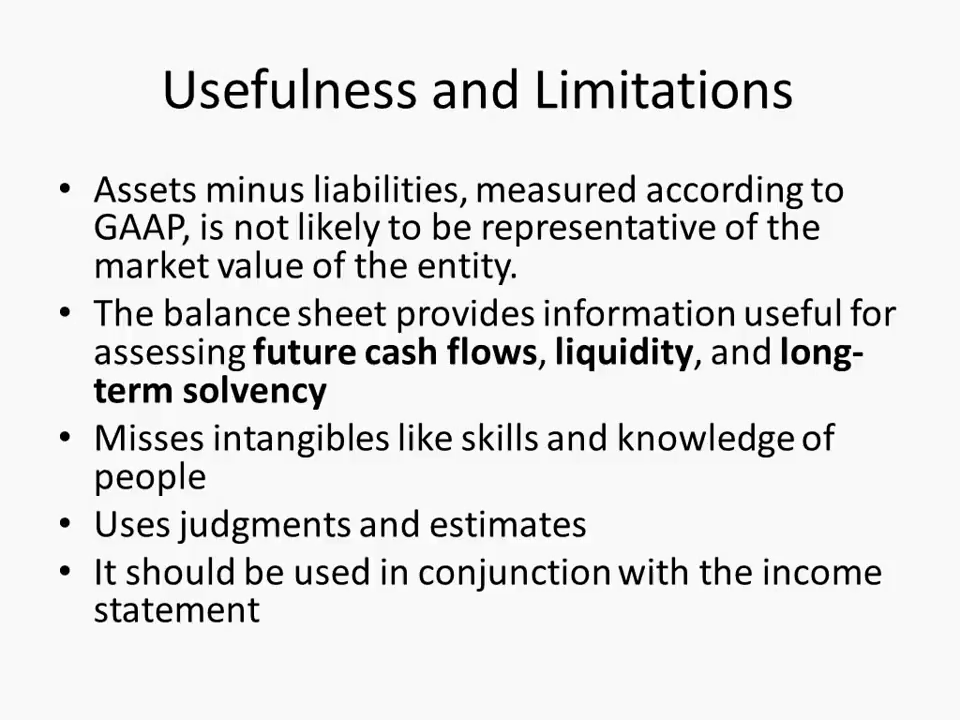 Usefulness and Limitations
• Assets minus liabilities, measured according to
GAAP, is not likely to be representative of the
market value of the entity.
• The balance sheet provides information useful for
assessing future cash flows, liquidity, and long-
term solvency
• Misses intangibles like skills and knowledge of
people
• Uses judgments and estimates
• It should be used in conjunction with the income
statement